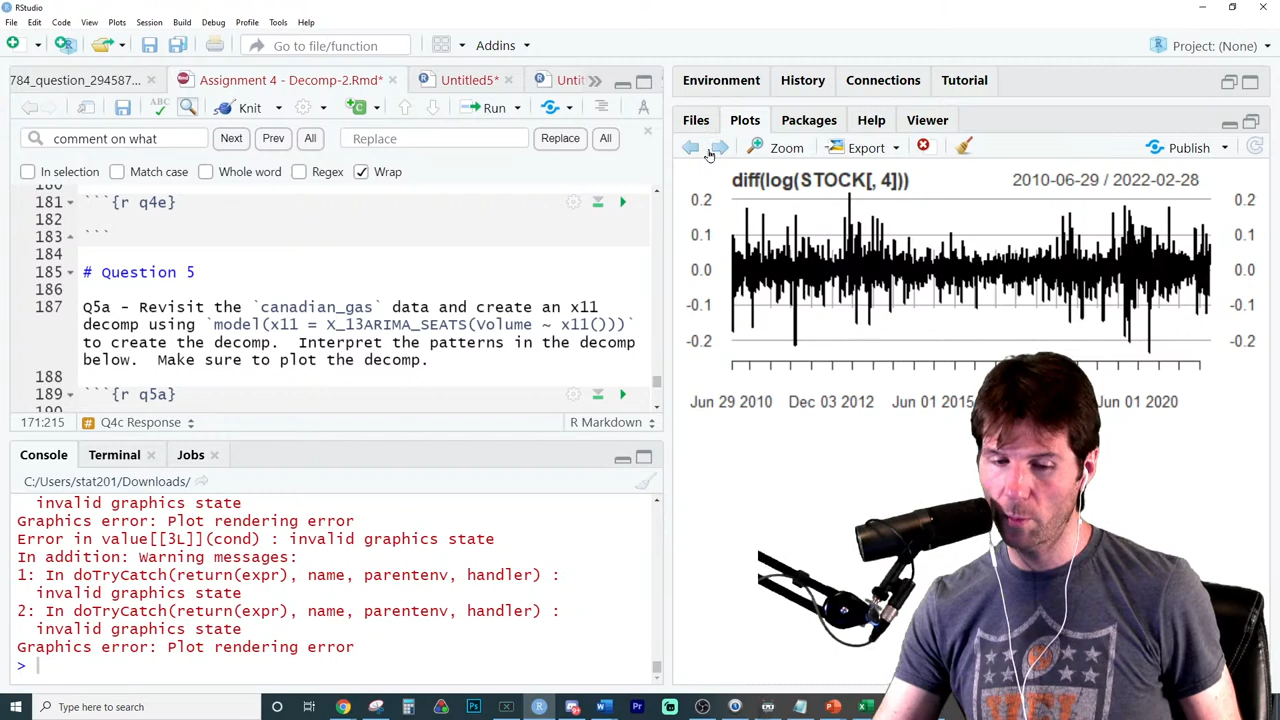 RStudio
File Edit Code View Plots Session Build Debug Profile Tools Help
Go to file/function
Addins
Project: (None)
784_question_294587...
Assignment 4 - Decomp-2.Rmd*
Untitled5*
Unti
Knit
Run
comment on what
Next
Prev
All
Replace
Replace
All
In selection
Match case
Whole word
Regex
Wrap
180
181 ```{r q4e}
182
183 ```
184
185 # Question 5
186
187 Q5a - Revisit the `canadian_gas` data and create an x11
decomp using `model(x11 = X_13ARIMA_SEATS(Volume ~ x11()))`
to create the decomp. Interpret the patterns in the decomp
below. Make sure to plot the decomp.
188
189 ```{r q5a}
171:215
Q4c Response
R Markdown
Console Terminal Jobs
C:/Users/stat201/Downloads/
invalid graphics state
Graphics error: Plot rendering error
Error in value[[3L]](cond) : invalid graphics state
In addition: Warning messages:
1: In doTryCatch(return(expr), name, parentenv, handler) :
invalid graphics state
2: In doTryCatch(return(expr), name, parentenv, handler) :
invalid graphics state
Graphics error: Plot rendering error
>
Environment History Connections Tutorial
Files Plots Packages Help Viewer
Zoom
Export
Publish
diff(log(STOCK[, 4]))
2010-06-29 / 2022-02-28
0.2 0.2
0.1 0.1
0.0 0.0
-0.1 -0.1
-0.2 -0.2
Jun 29 2010 Dec 03 2012 Jun 01 2015 Jun 01 2020
NFL
Type here to search